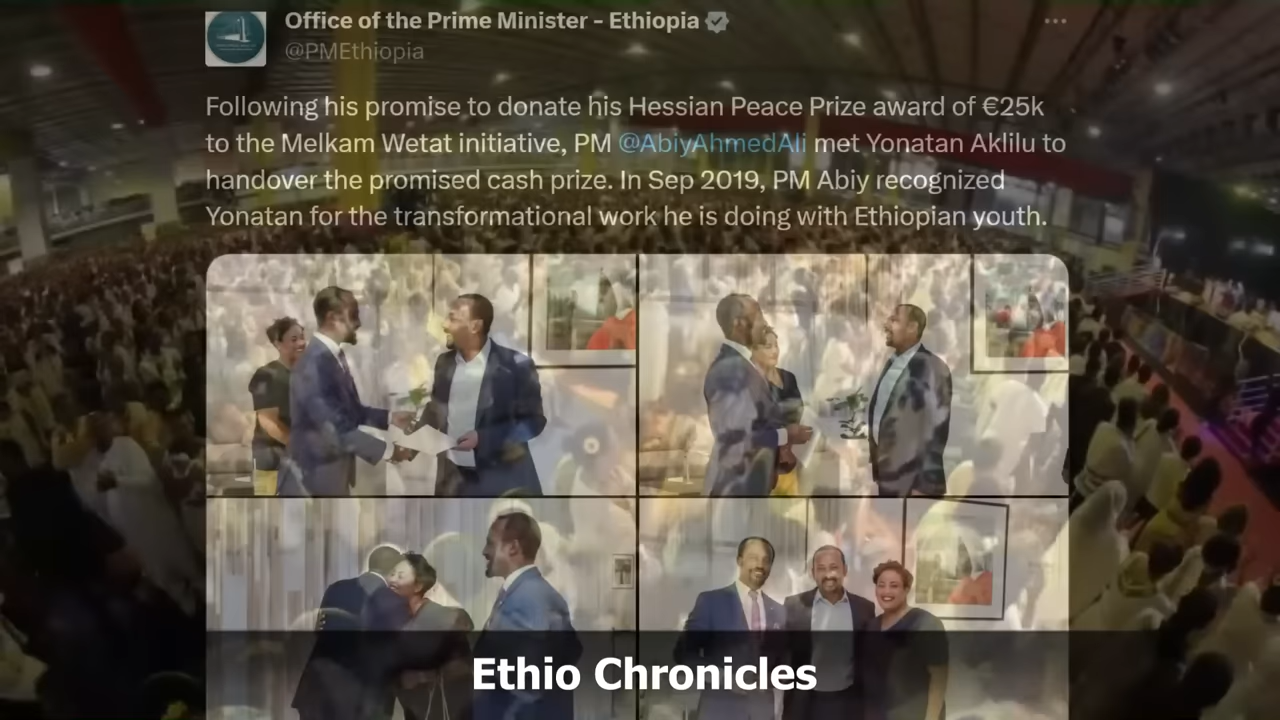 Office of the Prime Minister – Ethiopia
@PMEthiopia
Following his promise to donate his Hessian Peace Prize award of €25k
to the Melkam Wetat initiative, PM @AbiyAhmedAli met Yonatan Aklilu to
handover the promised cash prize. In Sep 2019, PM Abiy recognized
Yonatan for the transformational work he is doing with Ethiopian youth.
Ethio Chronicles